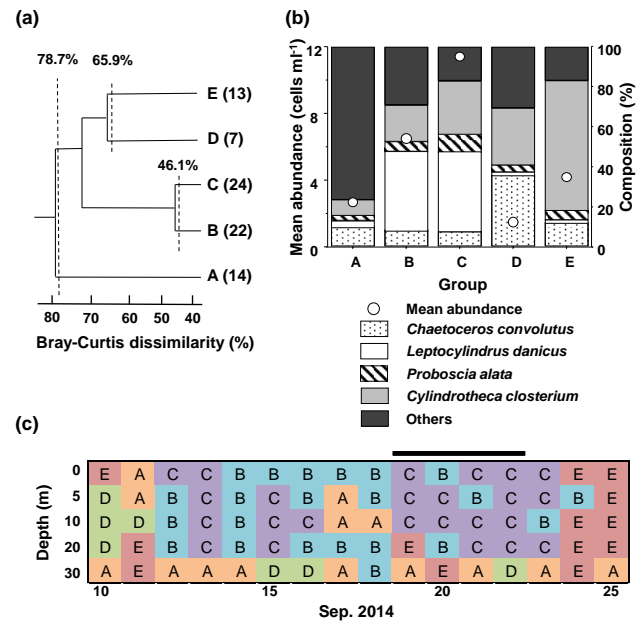 (a)
78.7% 65.9%
E (13)
D (7)
46.1%
C (24)
B (22)
A (14)
80 70 60 50 40
Bray-Curtis dissimilarity (%)
(b)
Mean abundance (cells ml-1)
12
8
4
0
100
80
60
40
20
0
Composition (%)
A B C D E
Group
Mean abundance
Chaetoceros convolutus
Leptocylindrus danicus
Proboscia alata
Cylindrotheca closterium
Others
(c)
Depth (m)
0 E A C C B B B B B C B C C C E E
5 D A B C B C B A B C C B C C B E
10 D D B C B C C A A C C C C B E E
20 D E B C B C B B B E B C C C E E
30 A E A A A D D A B A E A D A E A
10 15 20 25
Sep. 2014